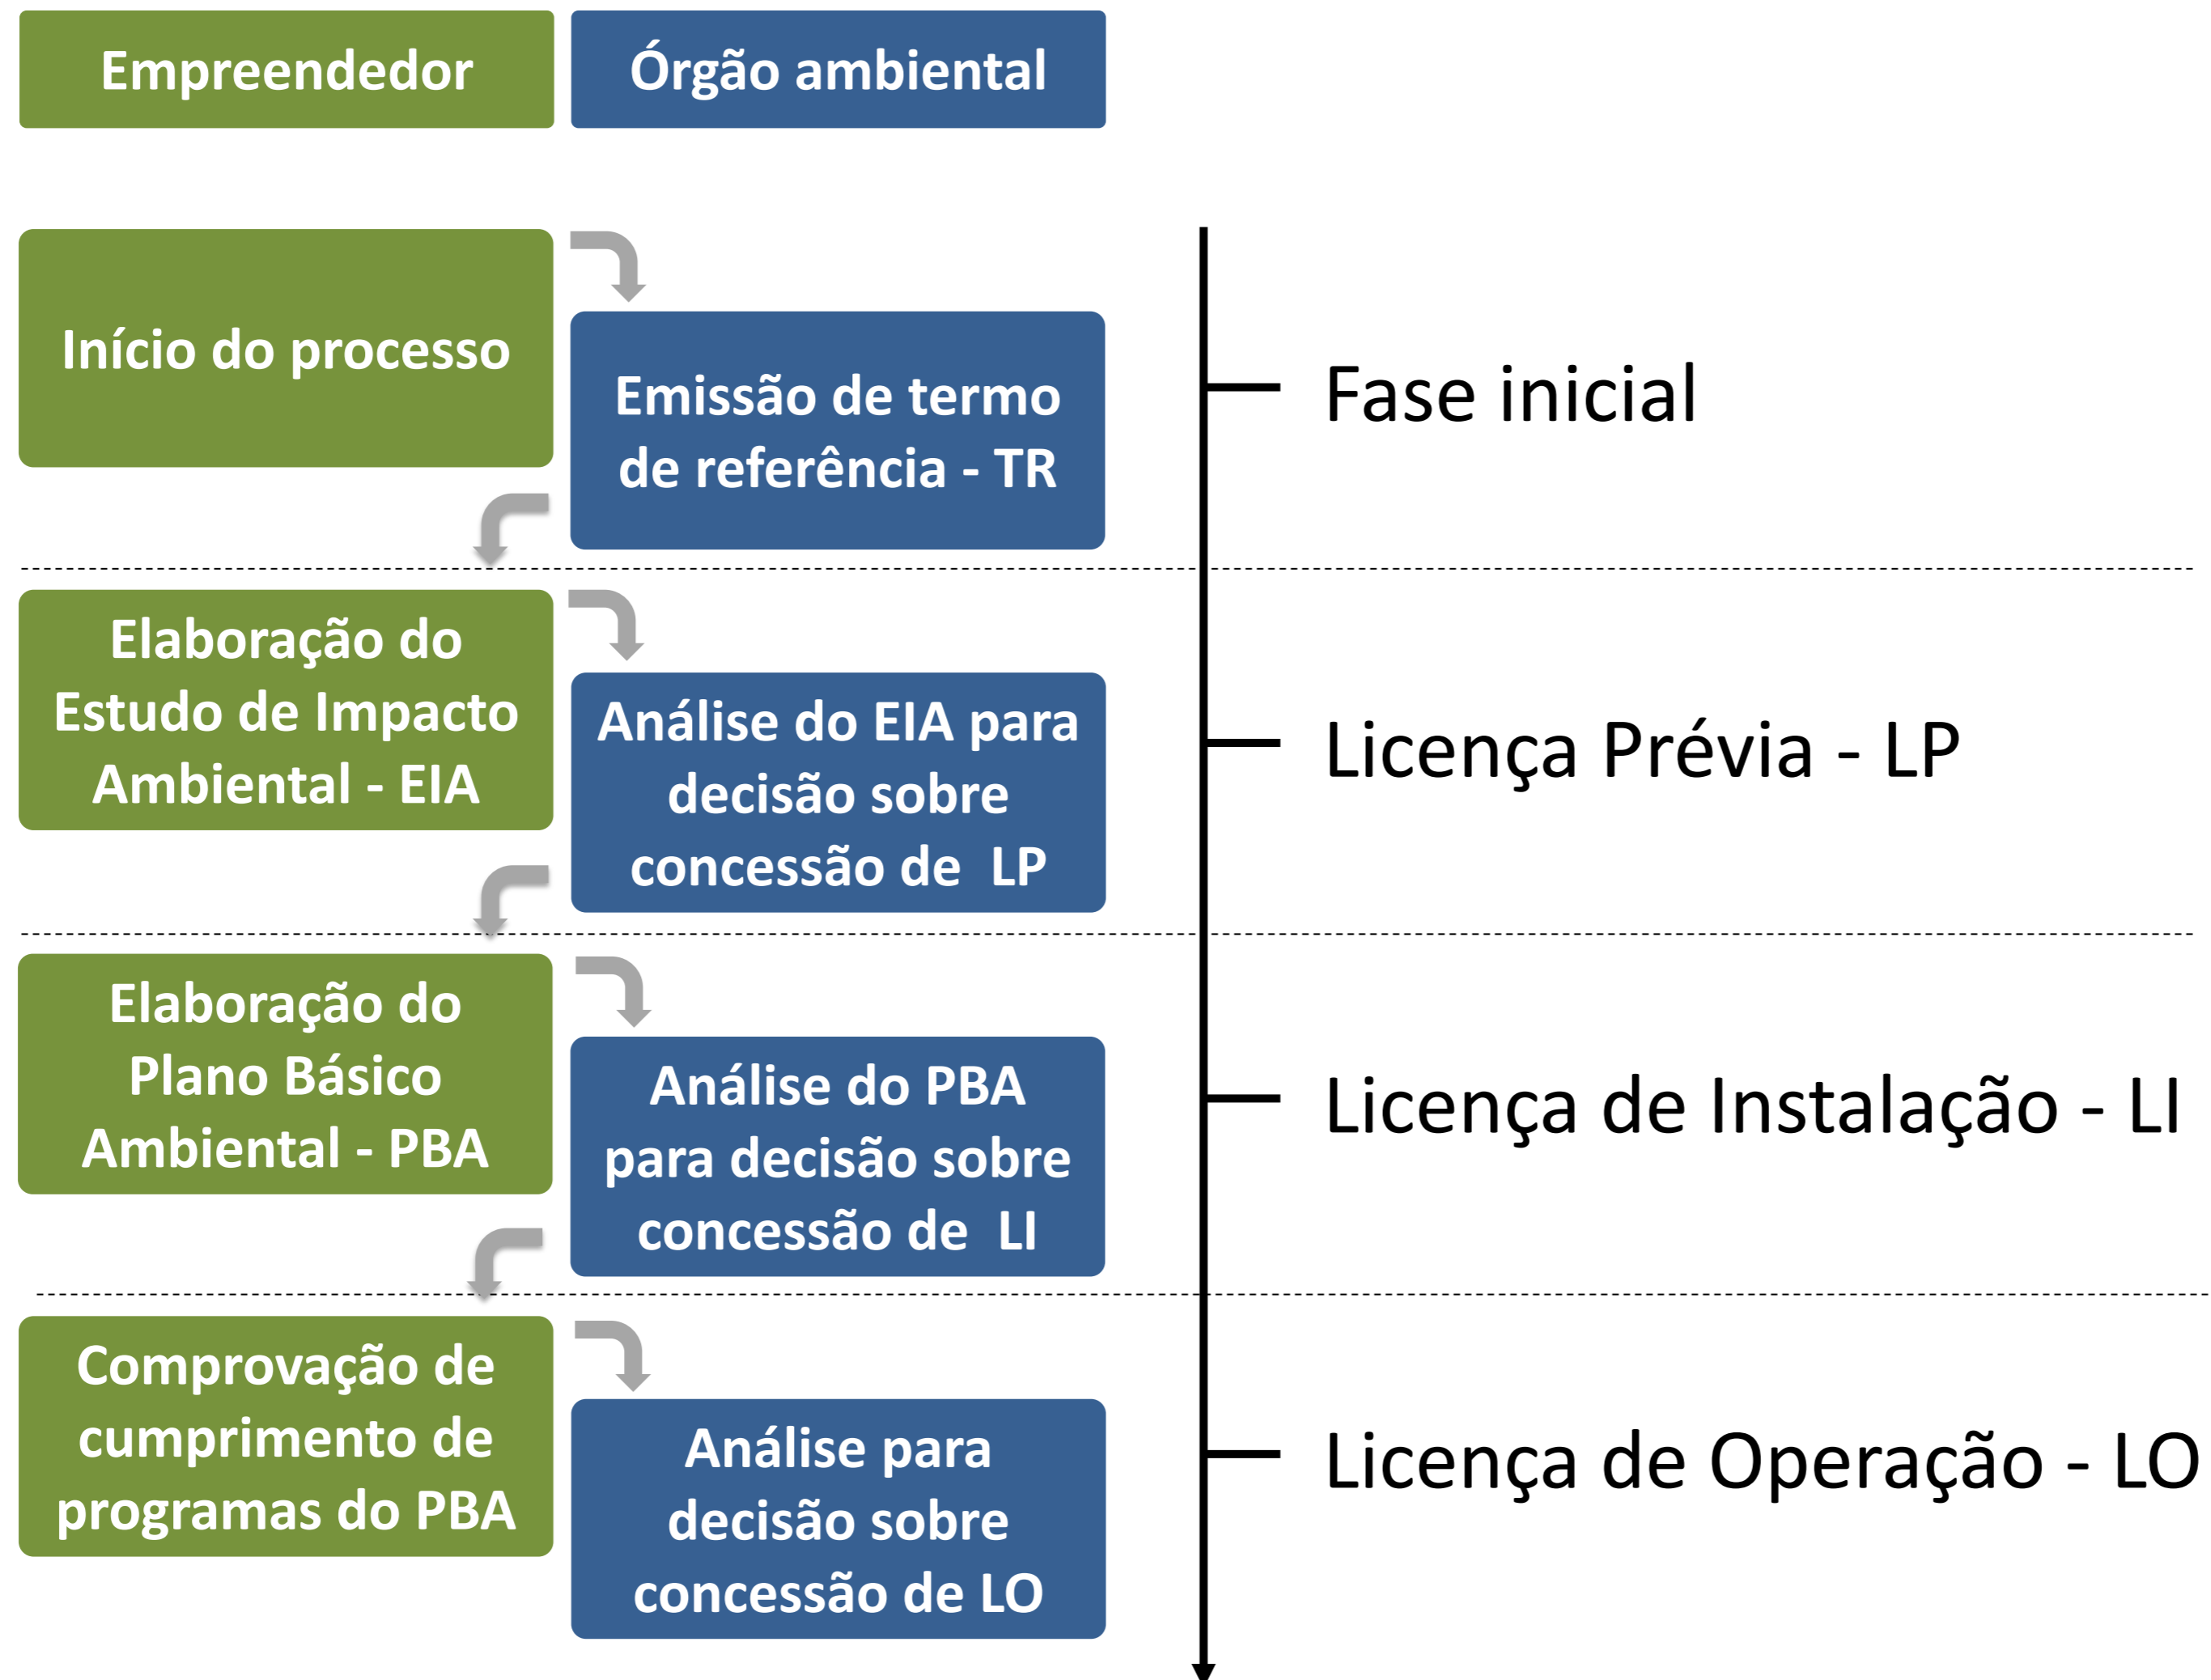 Empreendedor
Órgão ambiental
Início do processo
Emissão de termo
de referência - TR
Fase inicial
Elaboração do
Estudo de Impacto
Ambiental - EIA
Análise do EIA para
decisão sobre
concessão de LP
Licença Prévia - LP
Elaboração do
Plano Básico
Ambiental - PBA
Análise do PBA
para decisão sobre
concessão de LI
Licença de Instalação - LI
Comprovação de
cumprimento de
programas do PBA
Análise para
decisão sobre
concessão de LO
Licença de Operação - LO